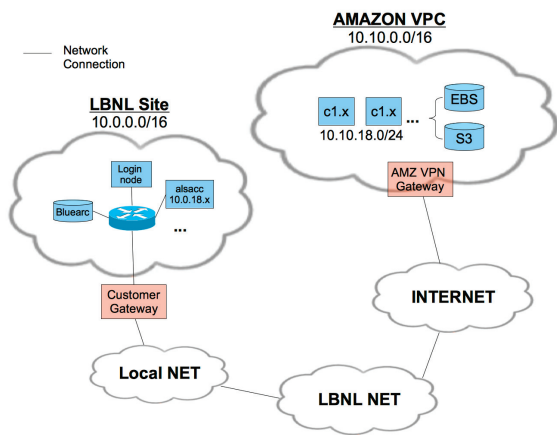 Network
Connection
AMAZON VPC
10.10.0.0/16
c1.x
c1.x
...
EBS
S3
10.10.18.0/24
AMZ VPN
Gateway
LBNL Site
10.0.0.0/16
Login
node
Bluearc
alsacc
10.0.18.x
...
Customer
Gateway
INTERNET
Local NET
LBNL NET